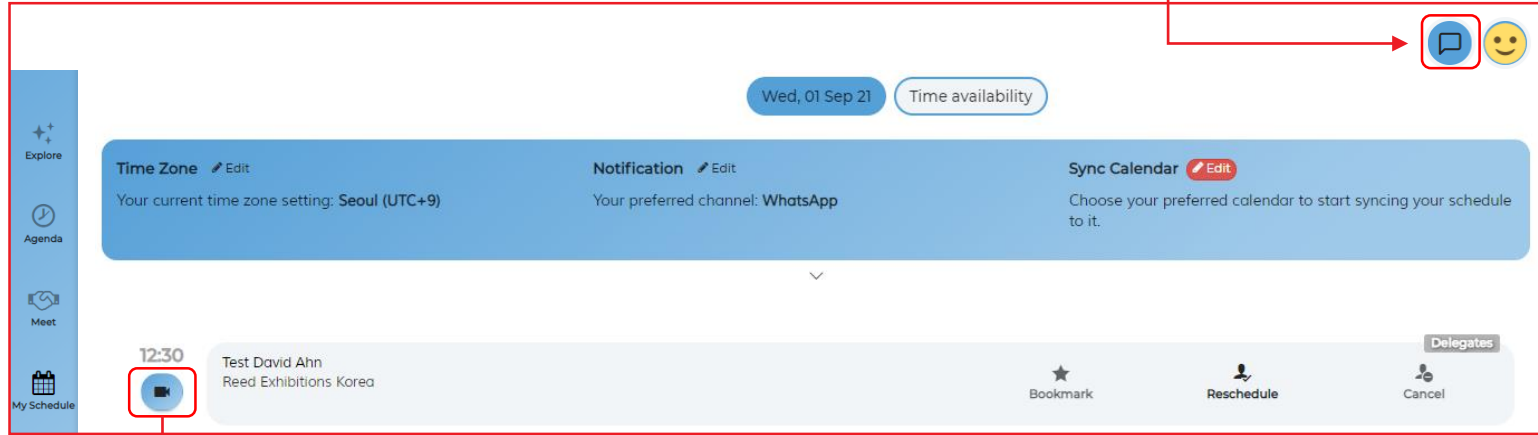 Wed, 01 Sep 21
Time availability
Explore
Agenda
Meet
My Schedule
Time Zone Edit
Your current time zone setting: Seoul (UTC+9)
Notification Edit
Your preferred channel: WhatsApp
Sync Calendar Edit
Choose your preferred calendar to start syncing your schedule
to it.
12:30
Test David Ahn
Reed Exhibitions Korea
Delegates
Bookmark
Reschedule
Cancel